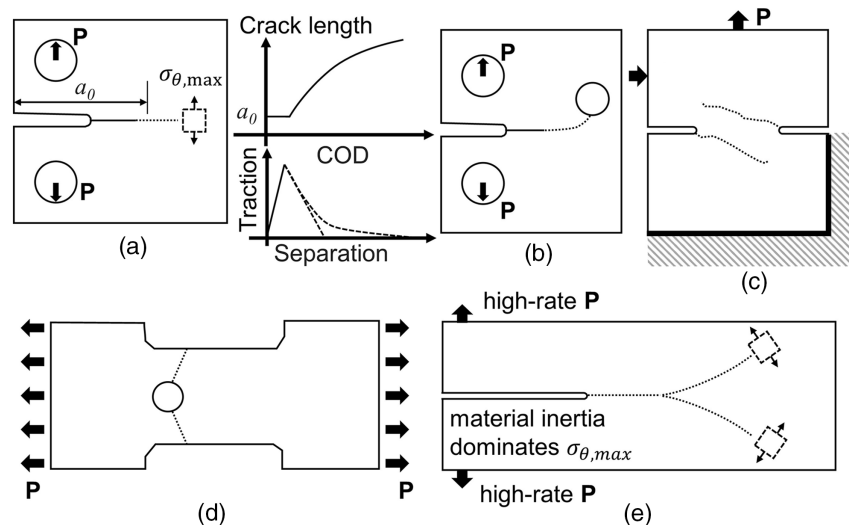 P
a₀
σθ,max
P
(a)
Crack length
a₀
COD
Traction
Separation
P
P
(b)
P
(c)
P
P
(d)
high-rate P
material inertia
dominates σθ,max
high-rate P
(e)